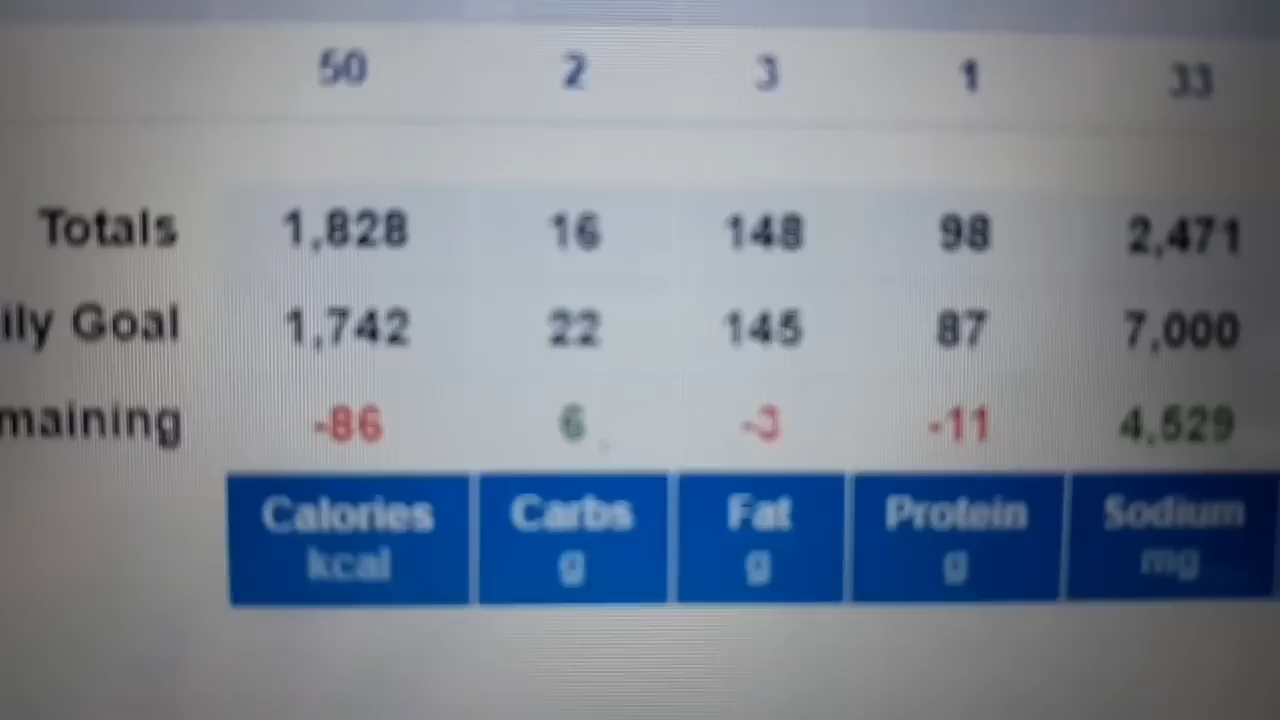 50 2 3 1 33
Totals 1,828 16 148 98 2,471
ily Goal 1,742 22 145 87 7,000
maining -86 6 -3 -11 4,529
Calories Carbs Fat Protein Sodium
kcal g g g mg